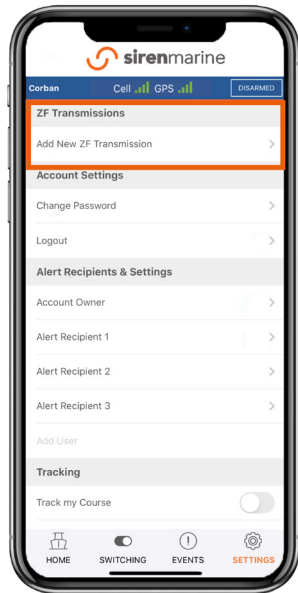 sirenmarine
Corban Cell GPS DISARMED
ZF Transmissions
Add New ZF Transmission
Account Settings
Change Password
Logout
Alert Recipients & Settings
Account Owner
Alert Recipient 1
Alert Recipient 2
Alert Recipient 3
Add User
Tracking
Track my Course
HOME SWITCHING EVENTS SETTINGS